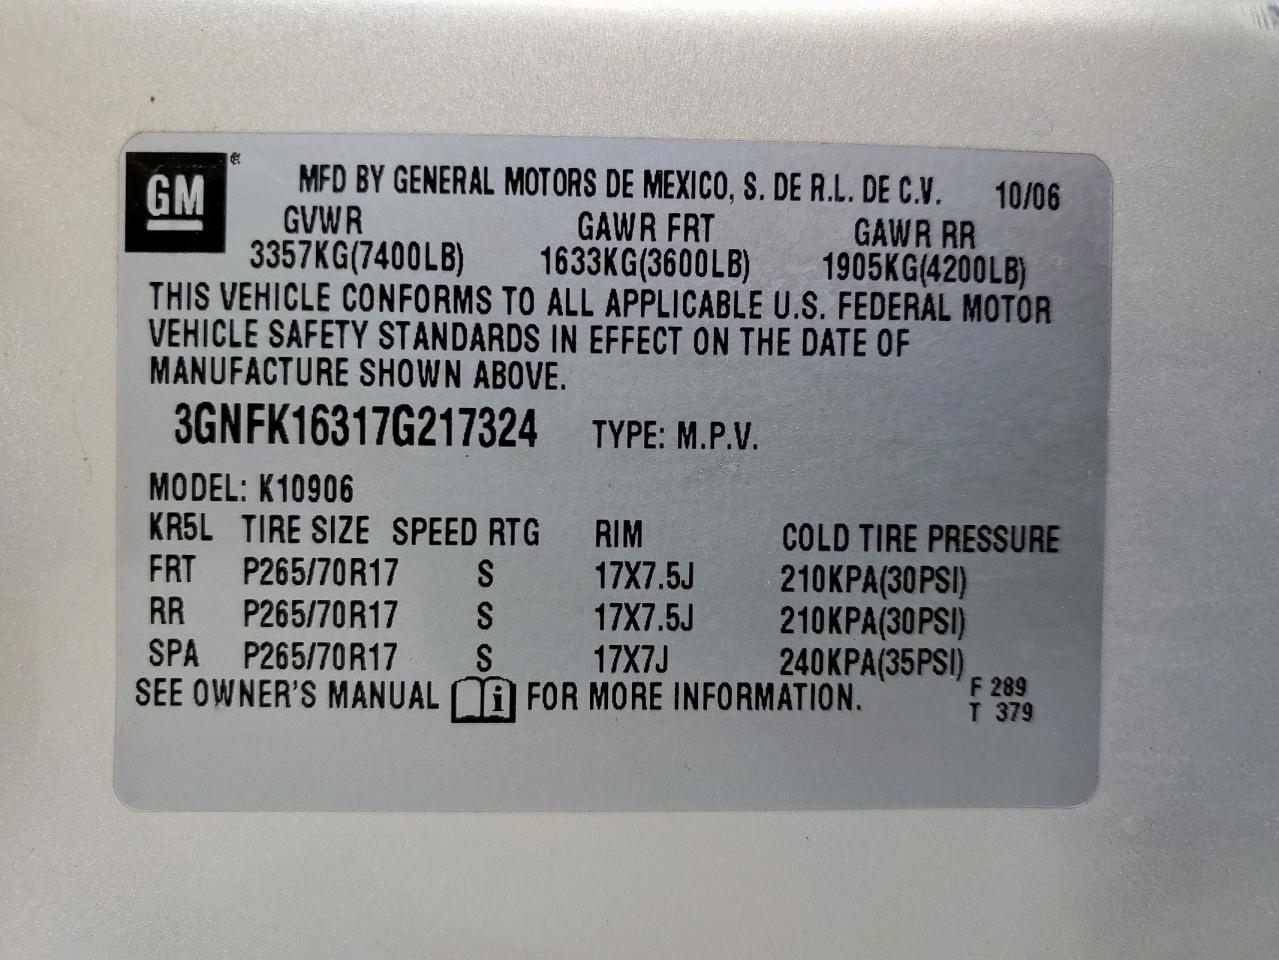 GM ®
MFD BY GENERAL MOTORS DE MEXICO, S. DE R.L. DE C.V. 10/06
GVWR GAWR FRT GAWR RR
3357KG(7400LB) 1633KG(3600LB) 1905KG(4200LB)
THIS VEHICLE CONFORMS TO ALL APPLICABLE U.S. FEDERAL MOTOR
VEHICLE SAFETY STANDARDS IN EFFECT ON THE DATE OF
MANUFACTURE SHOWN ABOVE.
3GNFK16317G217324 TYPE: M.P.V.
MODEL: K10906
KR5L TIRE SIZE SPEED RTG RIM COLD TIRE PRESSURE
FRT P265/70R17 S 17X7.5J 210KPA(30PSI)
RR P265/70R17 S 17X7.5J 210KPA(30PSI)
SPA P265/70R17 S 17X7J 240KPA(35PSI)
SEE OWNER'S MANUAL i FOR MORE INFORMATION. F 289
T 379